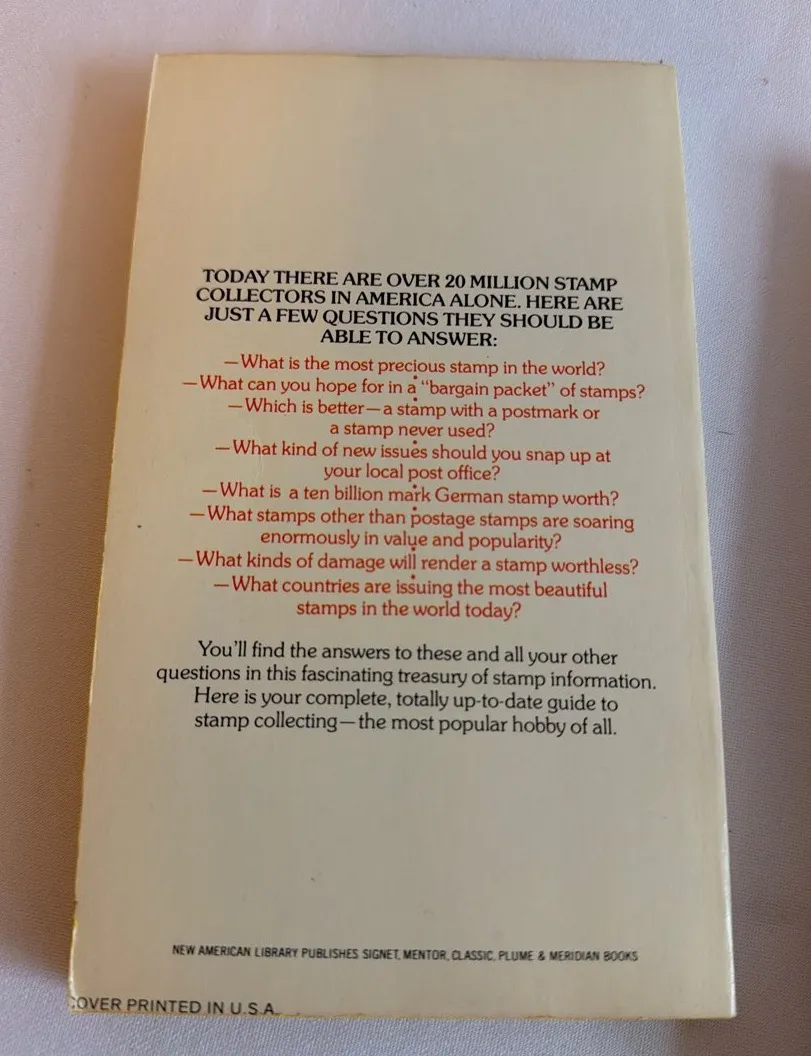 TODAY THERE ARE OVER 20 MILLION STAMP
COLLECTORS IN AMERICA ALONE. HERE ARE
JUST A FEW QUESTIONS THEY SHOULD BE
ABLE TO ANSWER:
—What is the most precious stamp in the world?
—What can you hope for in a “bargain packet” of stamps?
—Which is better—a stamp with a postmark or
a stamp never used?
—What kind of new issues should you snap up at
your local post office?
—What is a ten billion mark German stamp worth?
—What stamps other than postage stamps are soaring
enormously in value and popularity?
—What kinds of damage will render a stamp worthless?
—What countries are issuing the most beautiful
stamps in the world today?
You’ll find the answers to these and all your other
questions in this fascinating treasury of stamp information.
Here is your complete, totally up-to-date guide to
stamp collecting—the most popular hobby of all.
NEW AMERICAN LIBRARY PUBLISHES SIGNET, MENTOR, CLASSIC, PLUME & MERIDIAN BOOKS
COVER PRINTED IN U.S.A.